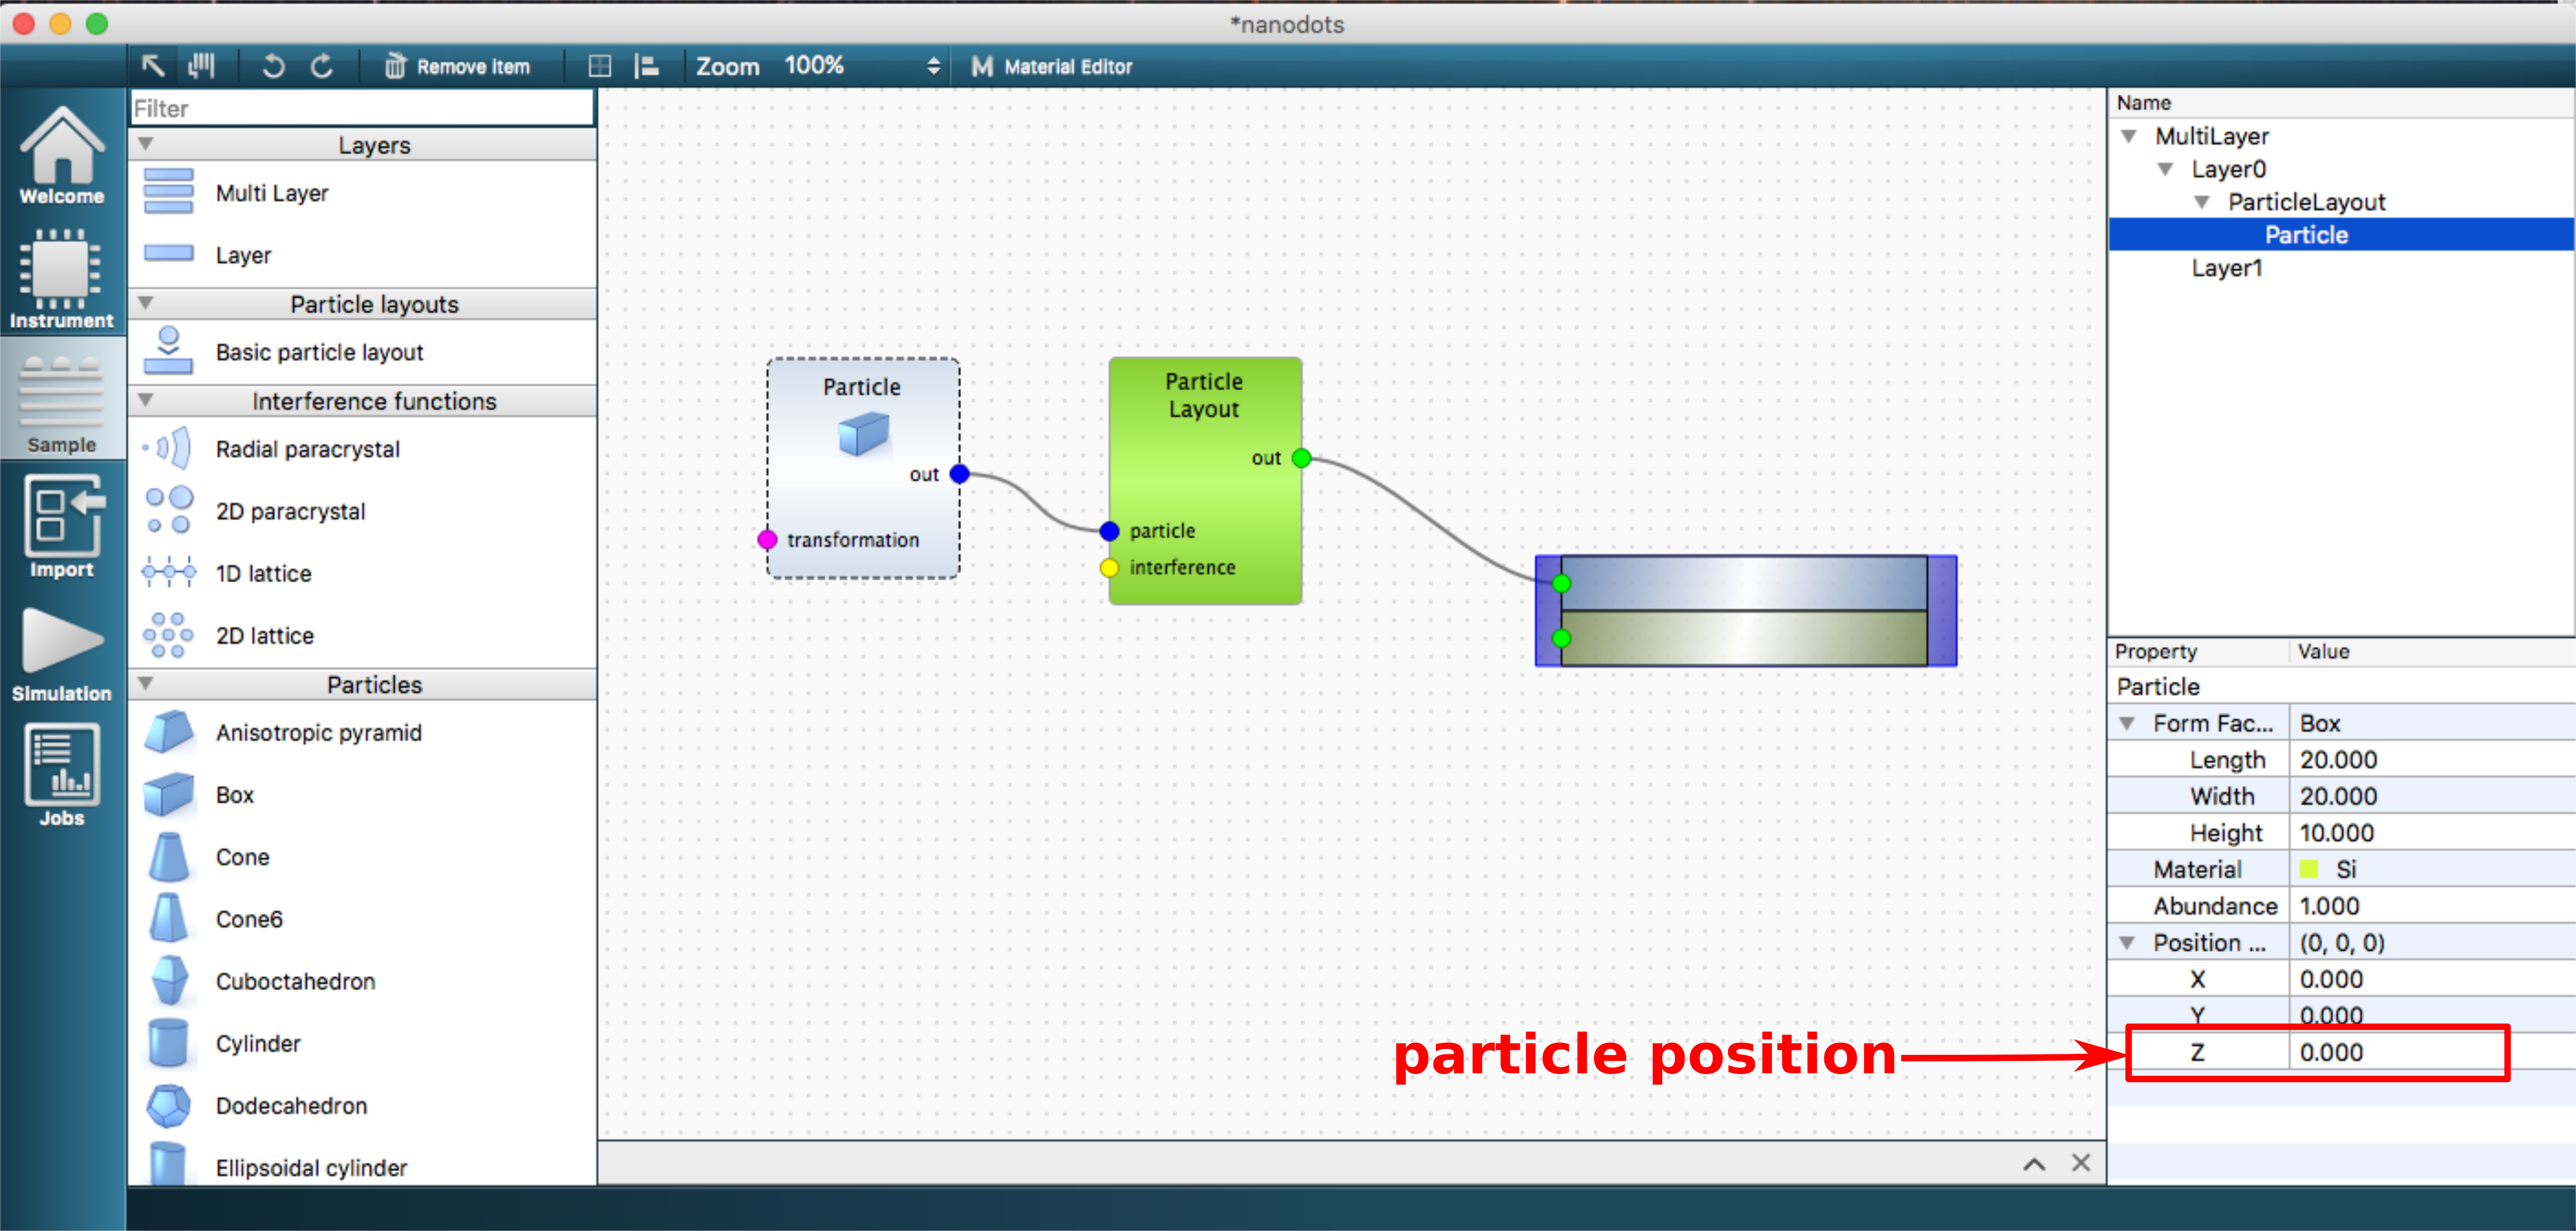 *nanodots
Remove item
Zoom 100%
M Material Editor
Welcome
Instrument
Sample
Import
Simulation
Jobs
Filter
Layers
Multi Layer
Layer
Particle layouts
Basic particle layout
Interference functions
Radial paracrystal
2D paracrystal
1D lattice
2D lattice
Particles
Anisotropic pyramid
Box
Cone
Cone6
Cuboctahedron
Cylinder
Dodecahedron
Ellipsoidal cylinder
Particle
out
transformation
Particle
Layout
out
particle
interference
particle position
Name
MultiLayer
Layer0
ParticleLayout
Particle
Layer1
Property Value
Particle
Form Fac... Box
Length 20.000
Width 20.000
Height 10.000
Material Si
Abundance 1.000
Position ... (0, 0, 0)
X 0.000
Y 0.000
Z 0.000